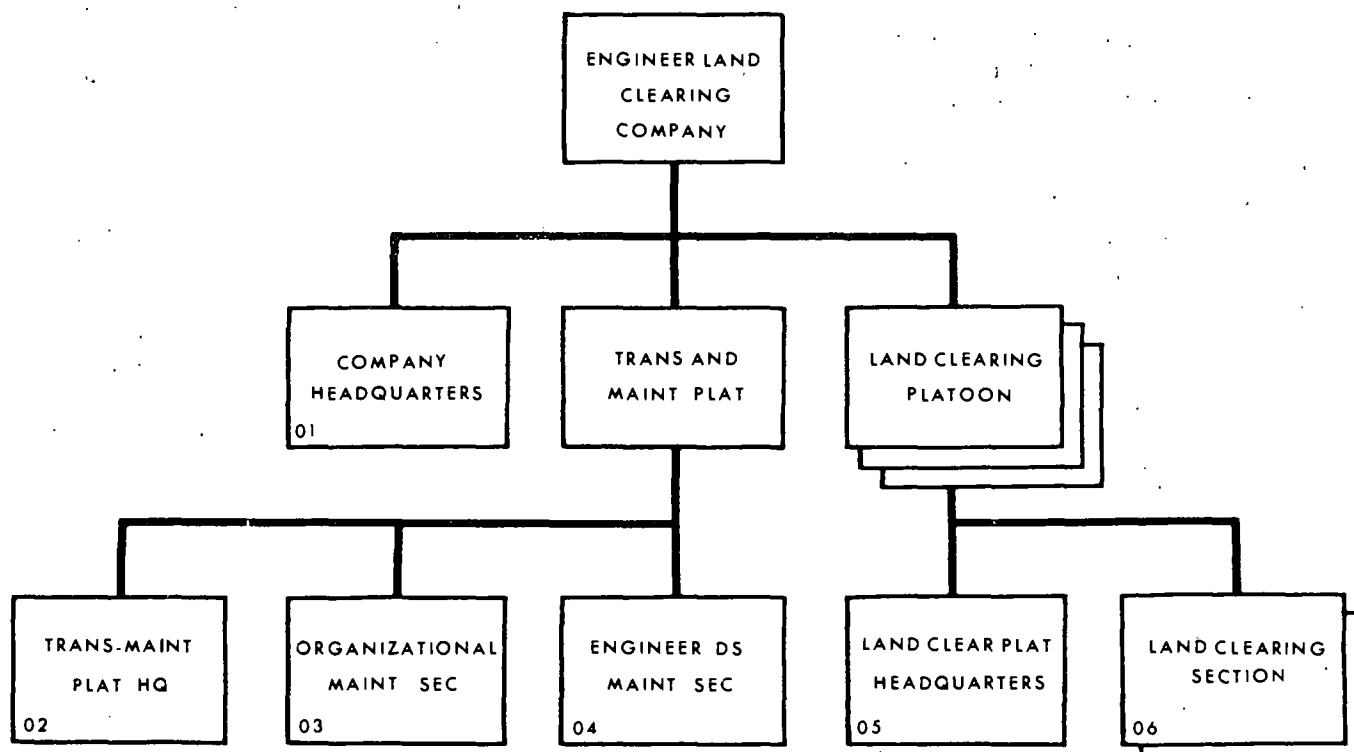 ENGINEER LAND
CLEARING
COMPANY
COMPANY
HEADQUARTERS
01
TRANS AND
MAINT PLAT
LAND CLEARING
PLATOON
TRANS-MAINT
PLAT HQ
02
ORGANIZATIONAL
MAINT SEC
03
ENGINEER DS
MAINT SEC
04
LAND CLEAR PLAT
HEADQUARTERS
05
LAND CLEARING
SECTION
06